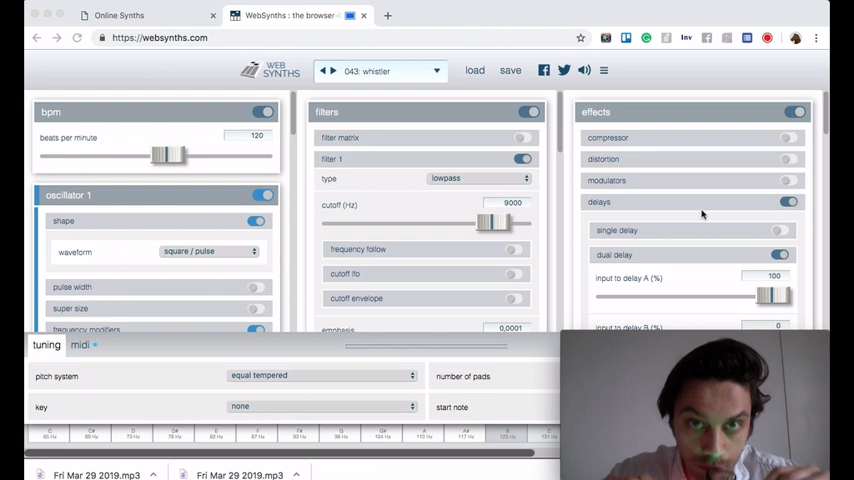 Online Synths
WebSynths : the browser-
https://websynths.com
Inv
WEB
SYNTHS
043: whistler
load
save
bpm
beats per minute
120
oscillator 1
shape
waveform
square / pulse
pulse width
super size
frequency modifiers
filters
filter matrix
filter 1
type
lowpass
cutoff (Hz)
9000
frequency follow
cutoff lfo
cutoff envelope
emphasis
0,0001
effects
compressor
distortion
modulators
delays
single delay
dual delay
input to delay A (%)
100
input to delay B (%)
0
tuning
midi
pitch system
equal tempered
number of pads
key
none
start note
C C# D D# E F F# G G# A A# B C
65 Hz 69 Hz 73 Hz 78 Hz 82 Hz 87 Hz 93 Hz 98 Hz 104 Hz 110 Hz 117 Hz 123 Hz 131 Hz
Fri Mar 29 2019.mp3
Fri Mar 29 2019.mp3